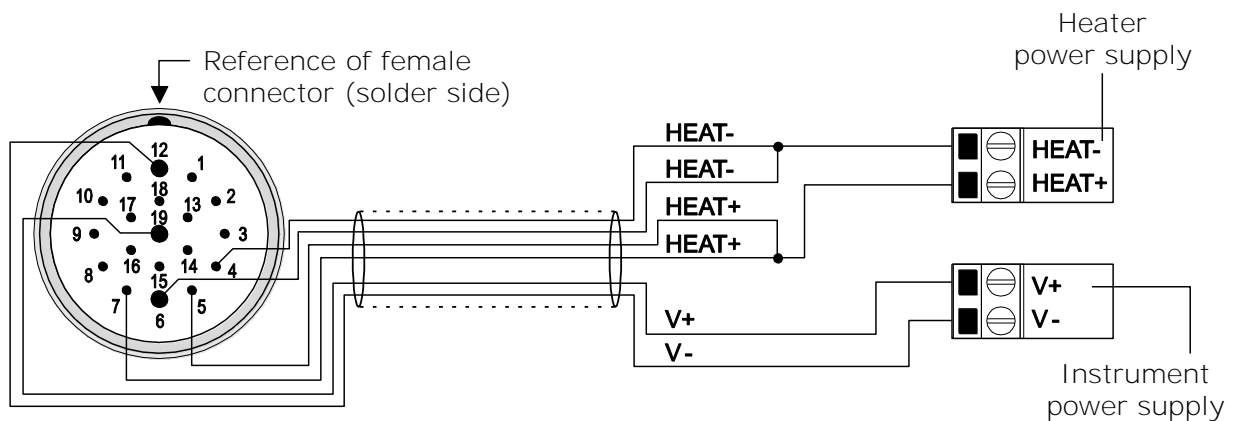 Heater
power supply
Reference of female
connector (solder side)
HEAT-
HEAT-
HEAT+
HEAT+
HEAT-
HEAT+
12
11
1
10
18
2
17
13
19
9
3
16
14
8
15
4
7
6
5
V+
V-
V+
V-
Instrument
power supply